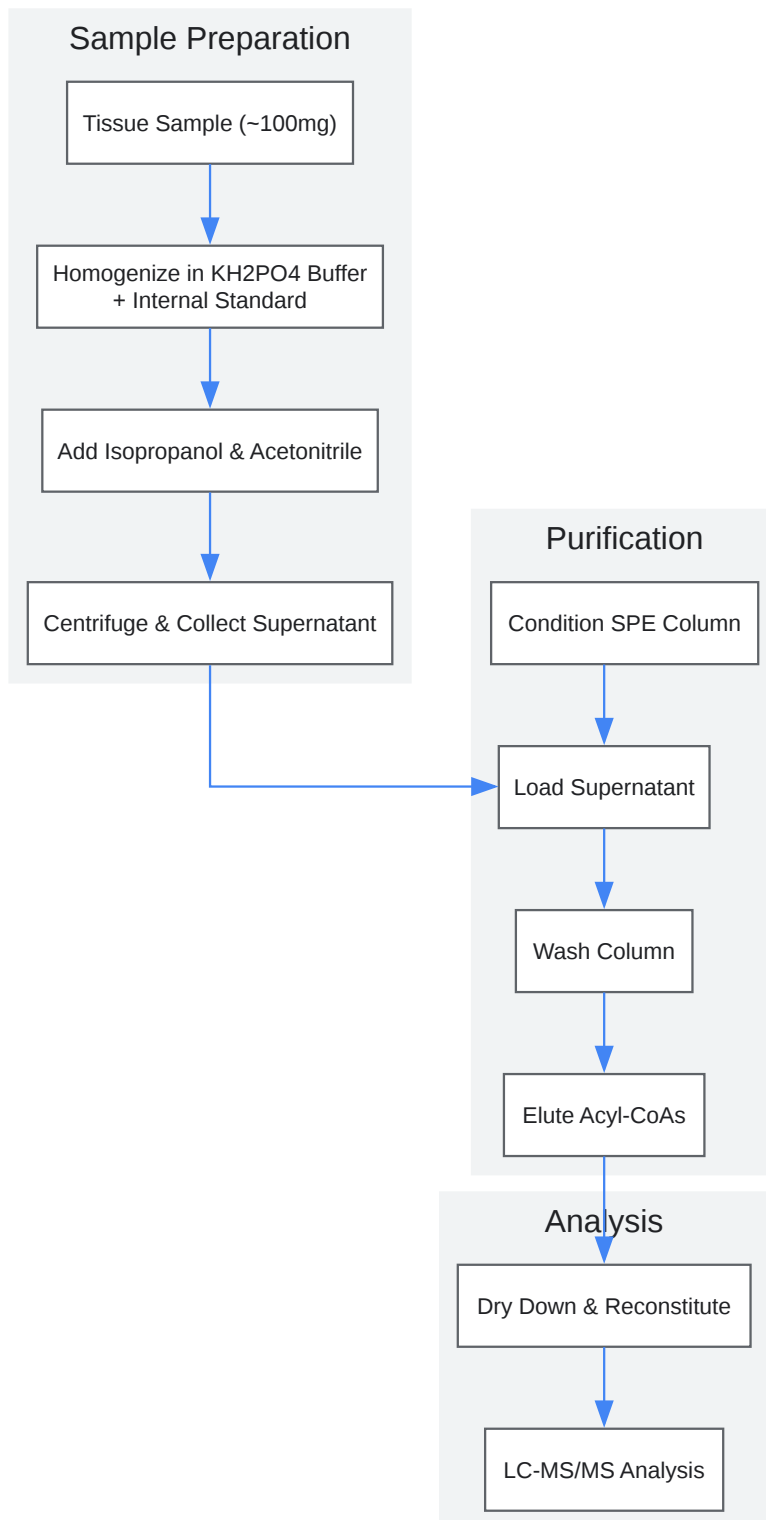 Sample Preparation
Tissue Sample (~100mg)
Homogenize in KH2PO4 Buffer
+ Internal Standard
Add Isopropanol & Acetonitrile
Centrifuge & Collect Supernatant
Purification
Condition SPE Column
Load Supernatant
Wash Column
Elute Acyl-CoAs
Analysis
Dry Down & Reconstitute
LC-MS/MS Analysis